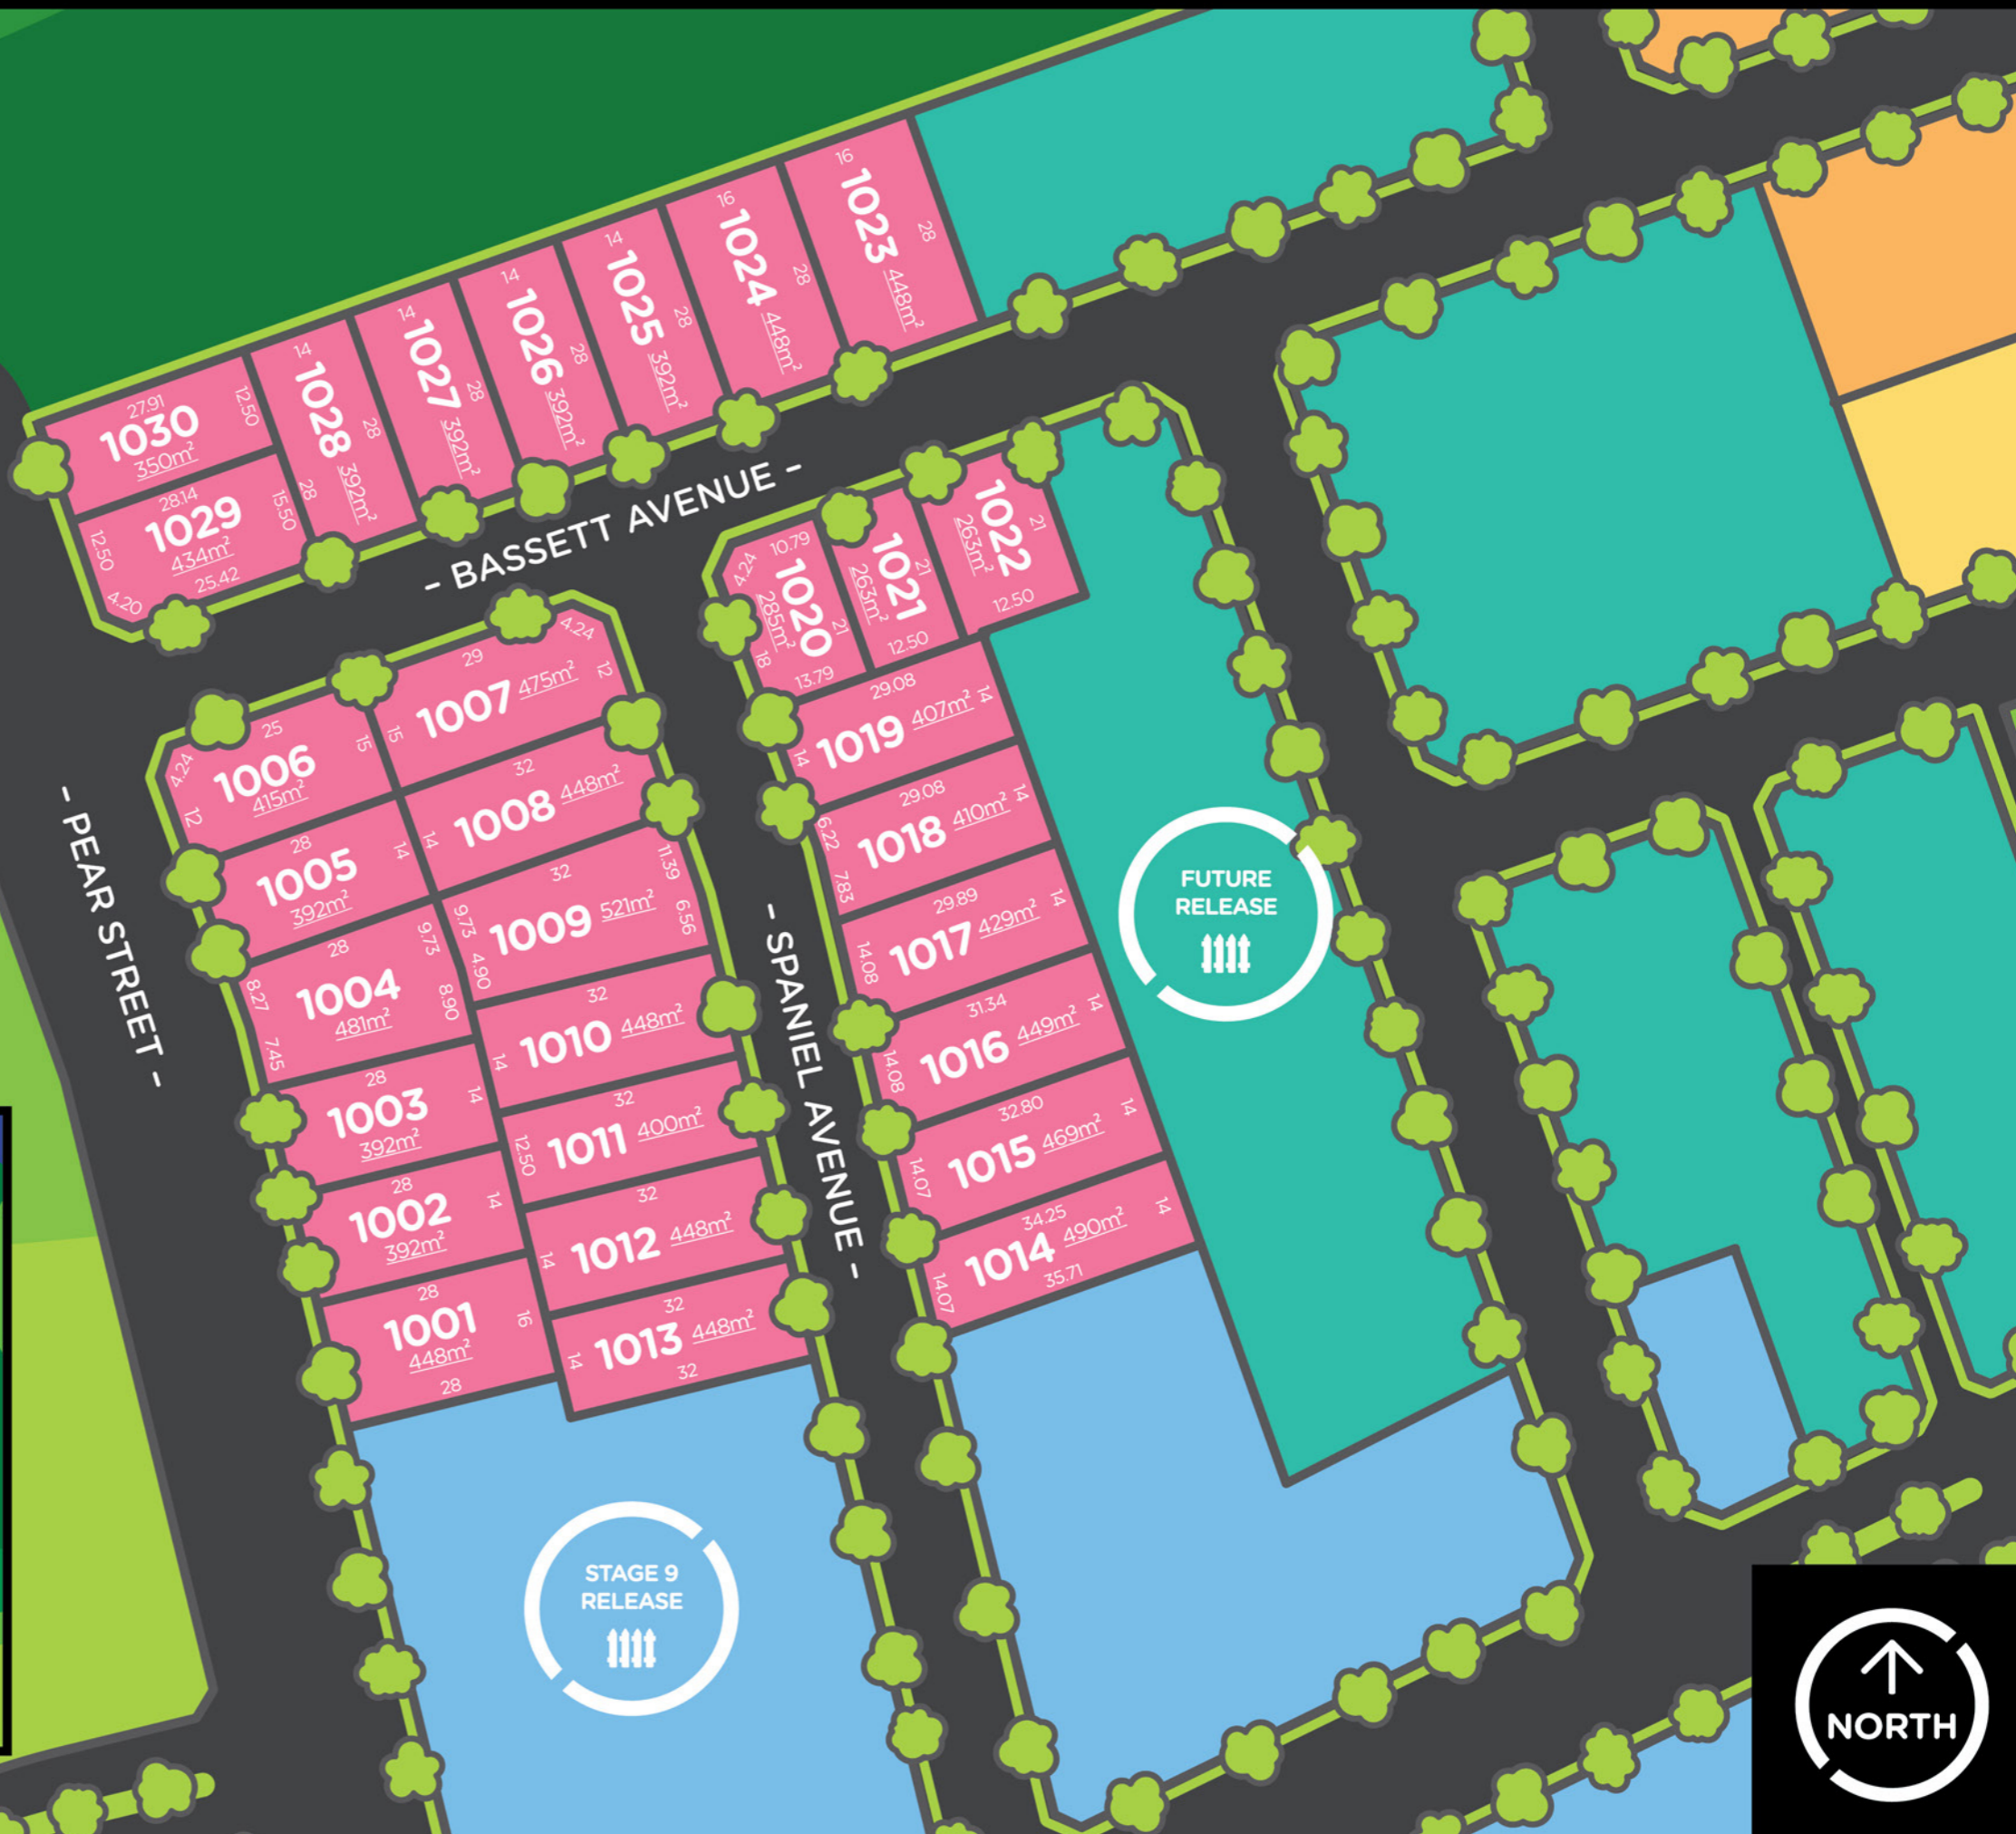 16
1023
28
448m²
16
1024
28
448m²
14
1025
28
392m²
14
1026
28
392m²
14
1027
28
392m²
14
1028
28
28
392m²
27.91
12.50
1030
350m²
28.14
15.50
12.50
1029
434m²
25.42
4.20
- BASSETT AVENUE -
1022
21
263m²
12.50
1021
21
263m²
12.50
10.79
4.24
1020
285m²
21
18
13.79
29.08
1019 407m²
14
14
29.08
6.22
1018 410m²
14
7.83
29.89
1017 429m²
14
14.08
31.34
1016 449m²
14
14.08
32.80
1015 469m²
14
14.07
34.25
1014 490m²
14
14.07
35.71
4.24
29
1007 475m²
12
15
25
15
4.24
1006
415m²
12
32
1008 448m²
14
28
1005
392m²
14
32
11.39
1009 521m²
9.73
6.56
4.90
28
9.73
8.27
1004
481m²
8.90
7.45
32
1010 448m²
14
28
1003
392m²
14
32
1011 400m²
12.50
28
1002
392m²
14
32
1012 448m²
14
28
1001
448m²
16
28
32
1013 448m²
14
32
- PEAR STREET -
- SPANIEL AVENUE -
FUTURE
RELEASE
STAGE 9
RELEASE
NORTH